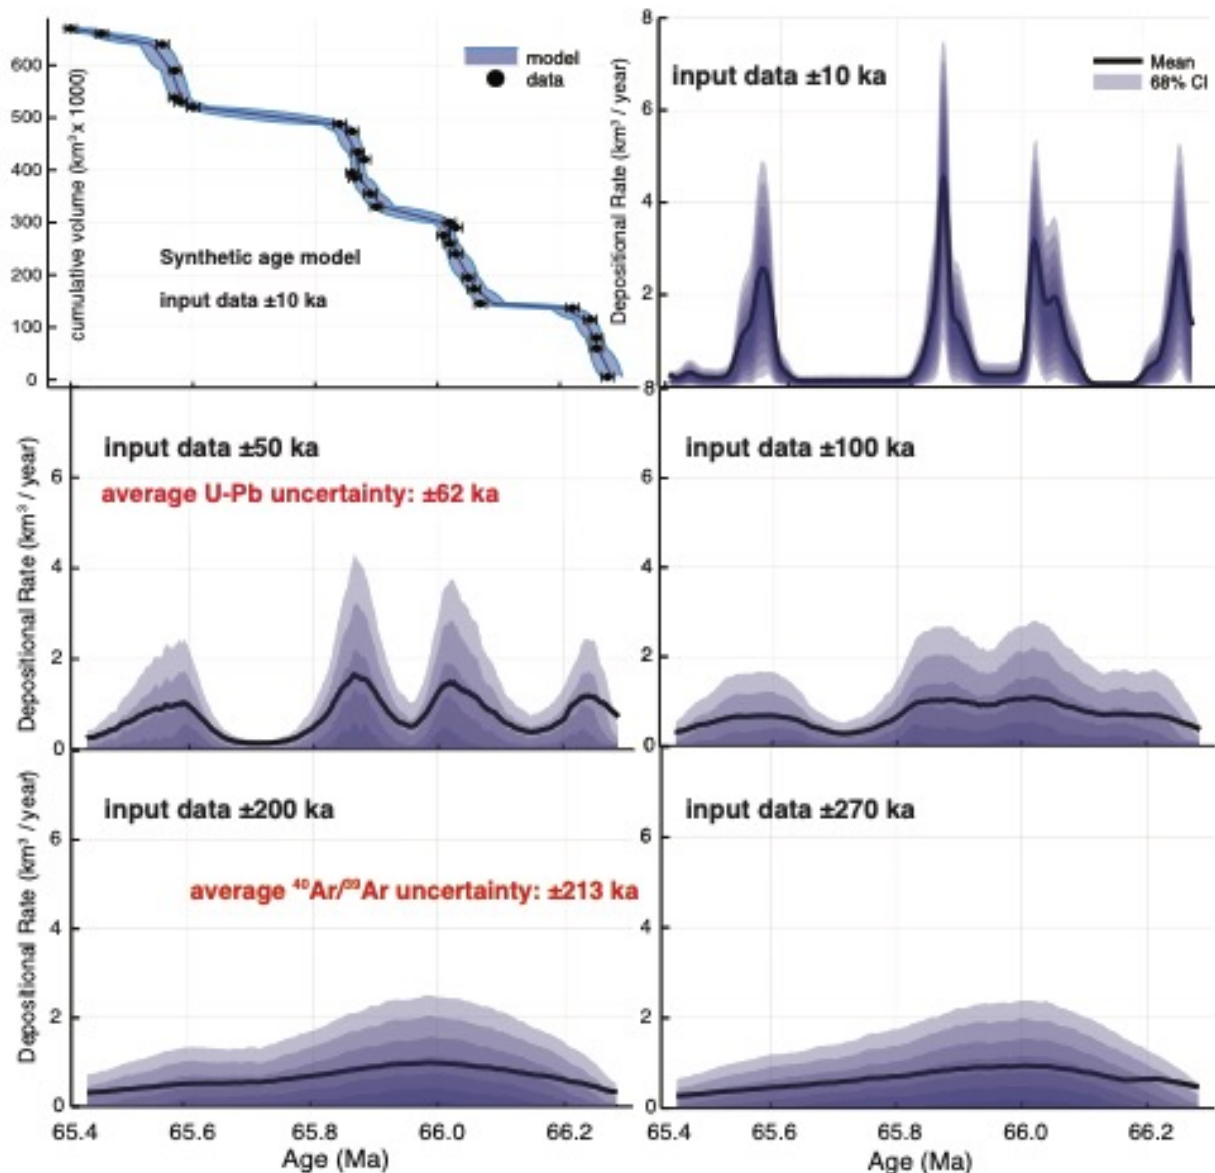 cumulative volume (km³ x 1000)
600
500
400
300
200
100
0
model
data
Synthetic age model
input data ±10 ka
Depositional Rate (km³ / year)
8
6
4
2
input data ±10 ka
Mean
68% CI
Depositional Rate (km³ / year)
6
4
2
0
input data ±50 ka
average U-Pb uncertainty: ±62 ka
8
6
4
2
0
input data ±100 ka
Depositional Rate (km³ / year)
6
4
2
0
input data ±200 ka
average ⁴⁰Ar/³⁹Ar uncertainty: ±213 ka
65.4 65.6 65.8 66.0 66.2
Age (Ma)
6
4
2
0
input data ±270 ka
65.4 65.6 65.8 66.0 66.2
Age (Ma)